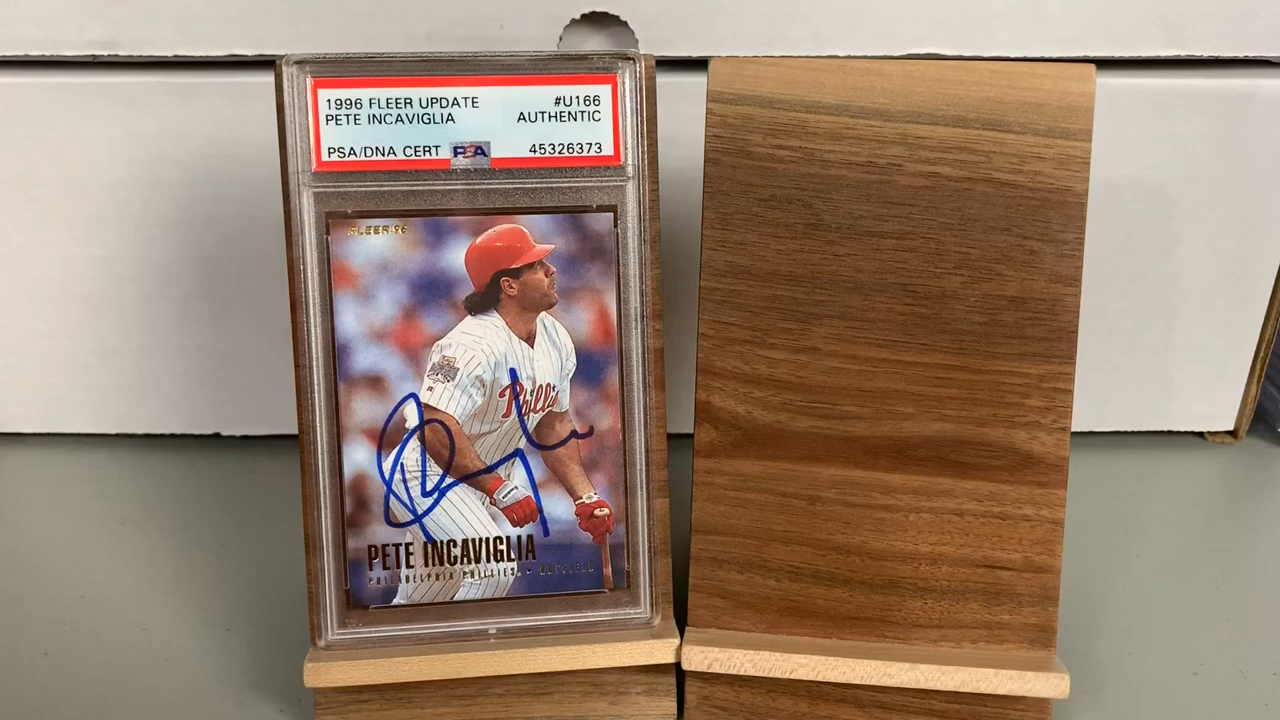 1996 FLEER UPDATE #U166
PETE INCAVIGLIA AUTHENTIC
PSA/DNA CERT PSA 45326373
FLEER '96
Phillies
PETE INCAVIGLIA
PHILADELPHIA PHILLIES • OUTFIELD